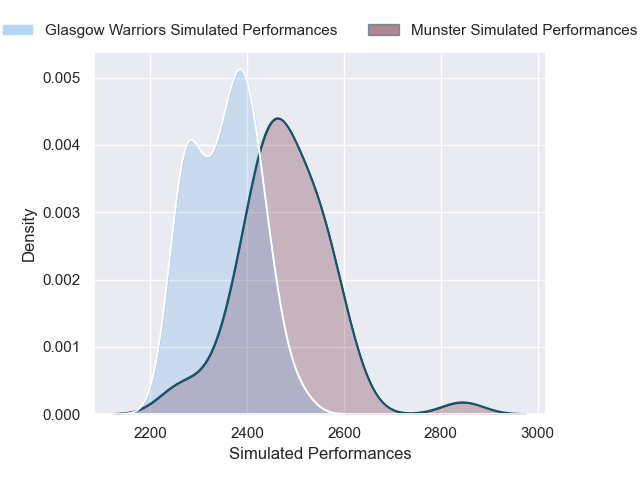 Glasgow Warriors Simulated Performances Munster Simulated Performances
0.005
0.004
0.003
0.002
0.001
0.000
Density
2200 2400 2600 2800 3000
Simulated Performances